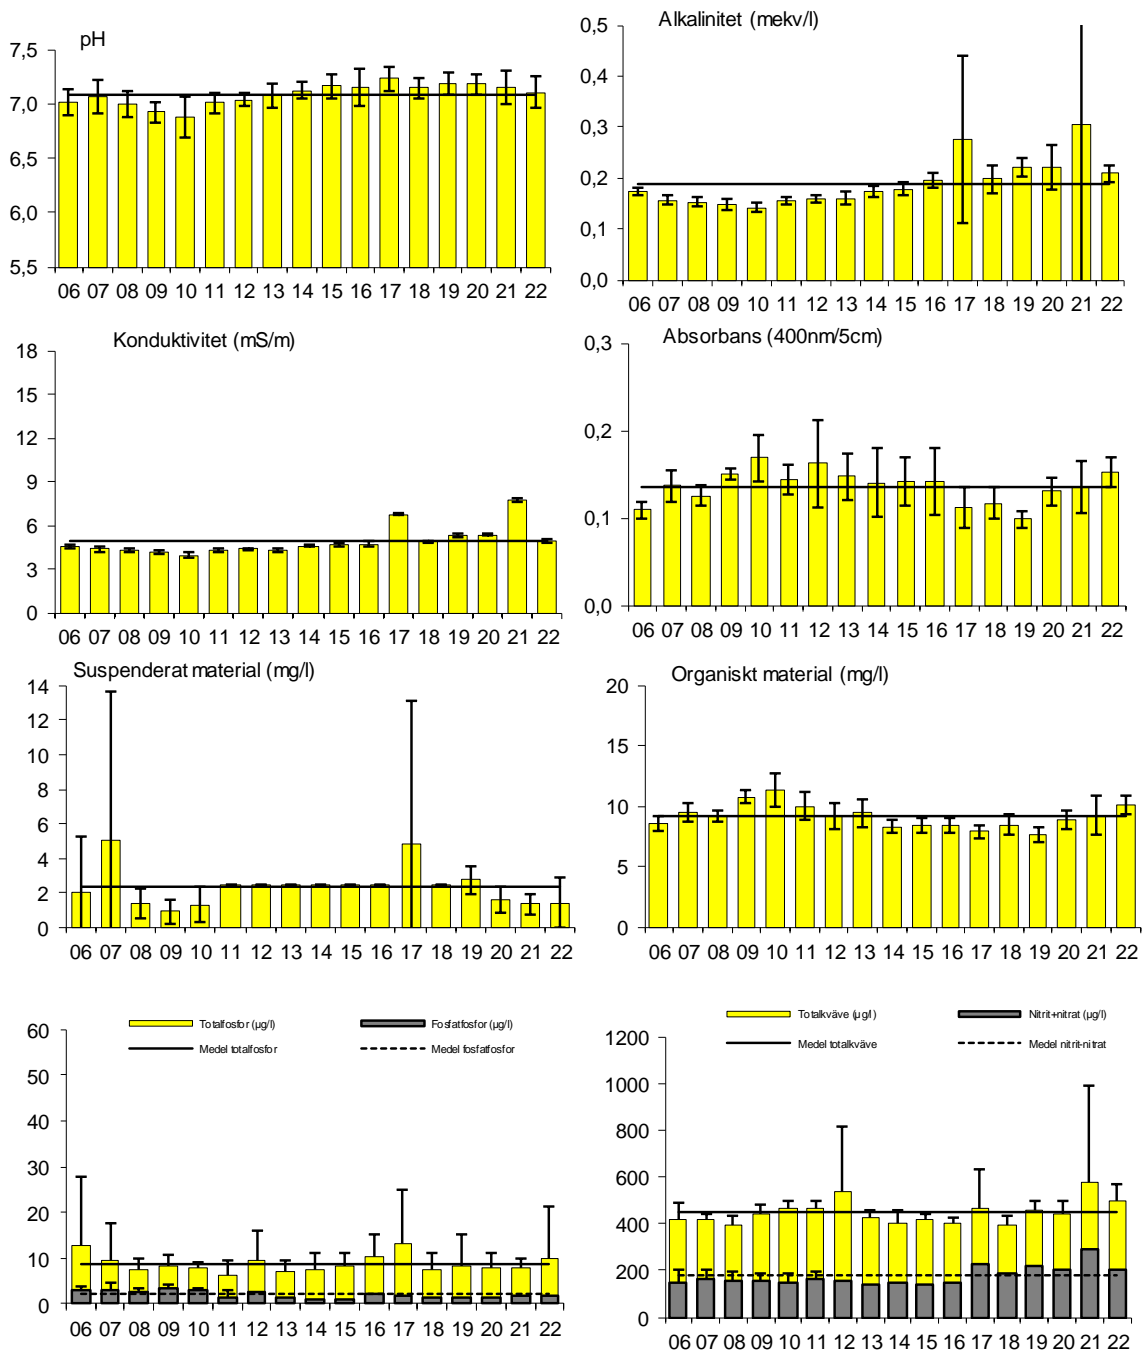 pH
7,5
7,0
6,5
6,0
5,5
06 07 08 09 10 11 12 13 14 15 16 17 18 19 20 21 22
Alkalinitet (mekv/l)
0,5
0,4
0,3
0,2
0,1
0,0
06 07 08 09 10 11 12 13 14 15 16 17 18 19 20 21 22
Konduktivitet (mS/m)
18
15
12
9
6
3
0
06 07 08 09 10 11 12 13 14 15 16 17 18 19 20 21 22
Absorbans (400nm/5cm)
0,3
0,2
0,1
0,0
06 07 08 09 10 11 12 13 14 15 16 17 18 19 20 21 22
Suspenderat material (mg/l)
14
12
10
8
6
4
2
0
06 07 08 09 10 11 12 13 14 15 16 17 18 19 20 21 22
Organiskt material (mg/l)
20
15
10
5
0
06 07 08 09 10 11 12 13 14 15 16 17 18 19 20 21 22
Totalfosfor (µg/l)
Fosfatfosfor (µg/l)
Medel totalfosfor
Medel fosfatfosfor
60
50
40
30
20
10
0
06 07 08 09 10 11 12 13 14 15 16 17 18 19 20 21 22
Totalkväve (µg/l)
Nitrit+nitrat (µg/l)
Medel totalkväve
Medel nitrit-nitrat
1200
1000
800
600
400
200
0
06 07 08 09 10 11 12 13 14 15 16 17 18 19 20 21 22